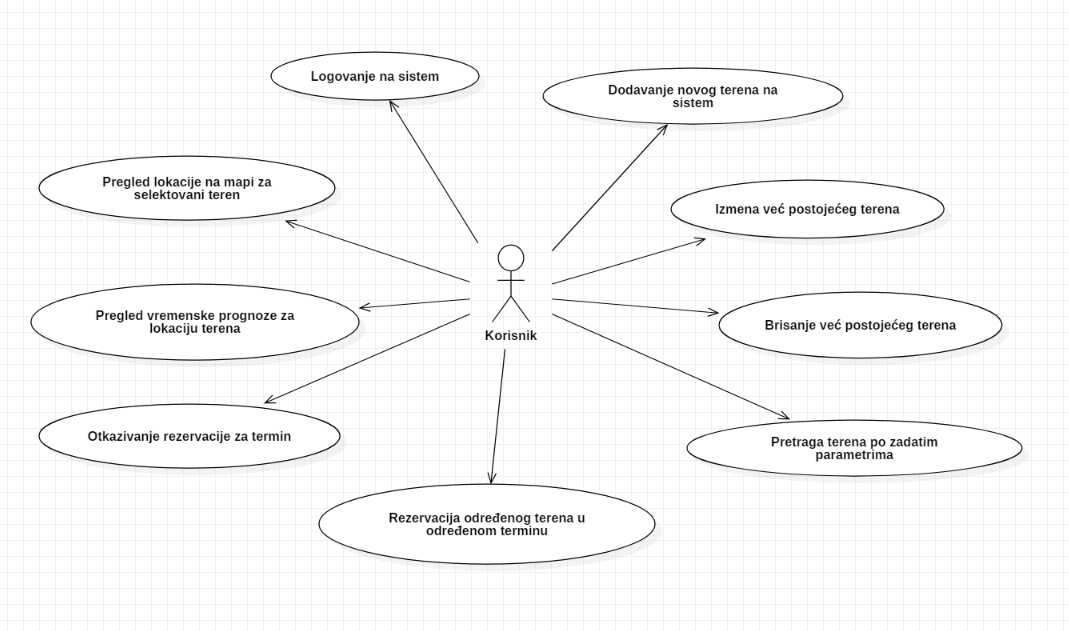 Logovanje na sistem
Dodavanje novog terena na
sistem
Pregled lokacije na mapi za
selektovani teren
Izmena već postojećeg terena
Pregled vremenske prognoze za
lokaciju terena
Korisnik
Brisanje već postojećeg terena
Otkazivanje rezervacije za termin
Pretraga terena po zadatim
parametrima
Rezervacija određenog terena u
određenom terminu